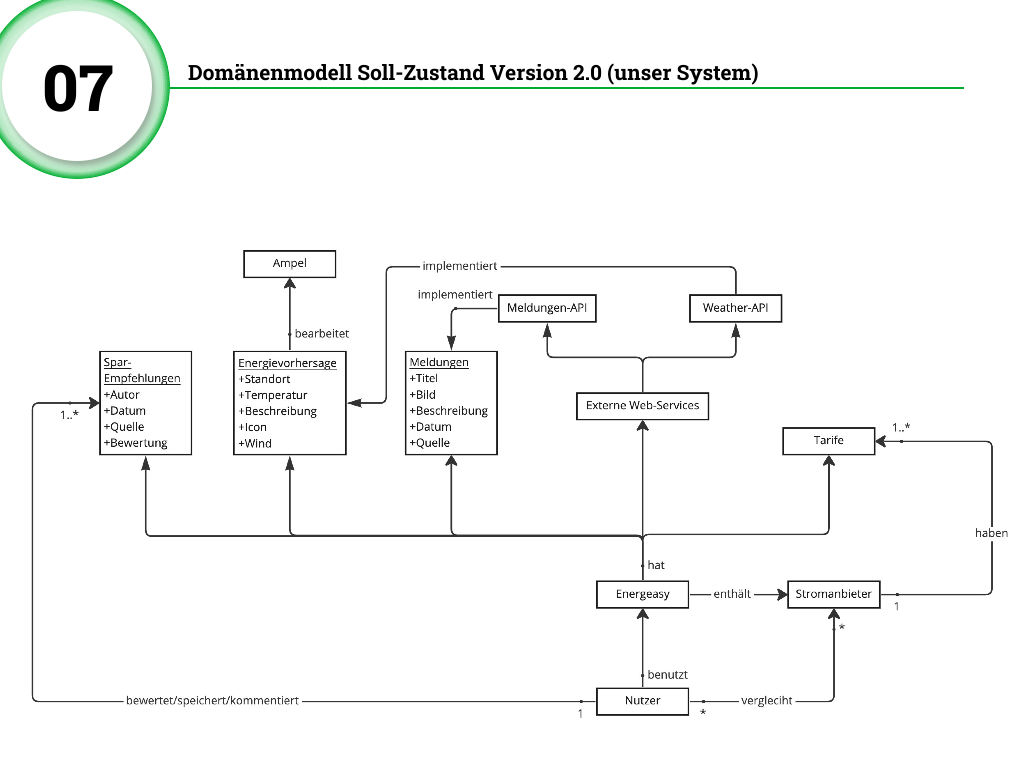 07
Domänenmodell Soll-Zustand Version 2.0 (unser System)
Ampel
implementiert
implementiert
Meldungen-API
Weather-API
bearbeitet
Spar-
Empfehlungen
+Autor
+Datum
+Quelle
+Bewertung
Energievorhersage
+Standort
+Temperatur
+Beschreibung
+Icon
+Wind
Meldungen
+Titel
+Bild
+Beschreibung
+Datum
+Quelle
Externe Web-Services
1..*
Tarife
1..*
haben
hat
Energeasy
enthält
Stromanbieter
1
*
benutzt
bewertet/speichert/kommentiert
1
Nutzer
*
vergleciht